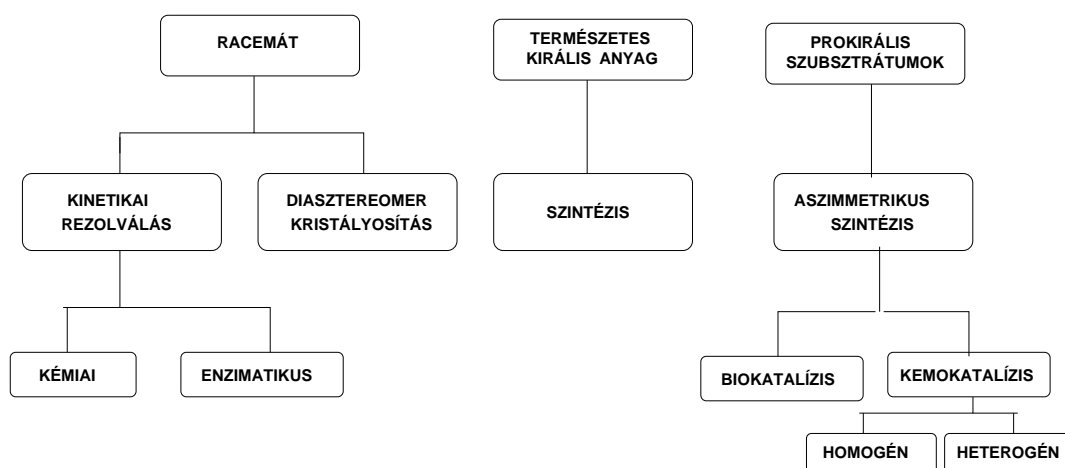 RACEMÁT
TERMÉSZETES
KIRÁLIS ANYAG
PROKIRÁLIS
SZUBSZTRÁTUMOK
KINETIKAI
REZOLVÁLÁS
DIASZTEREOMER
KRISTÁLYOSÍTÁS
SZINTÉZIS
ASZIMMETRIKUS
SZINTÉZIS
KÉMIAI
ENZIMATIKUS
BIOKATALÍZIS
KEMOKATALÍZIS
HOMOGÉN
HETEROGÉN